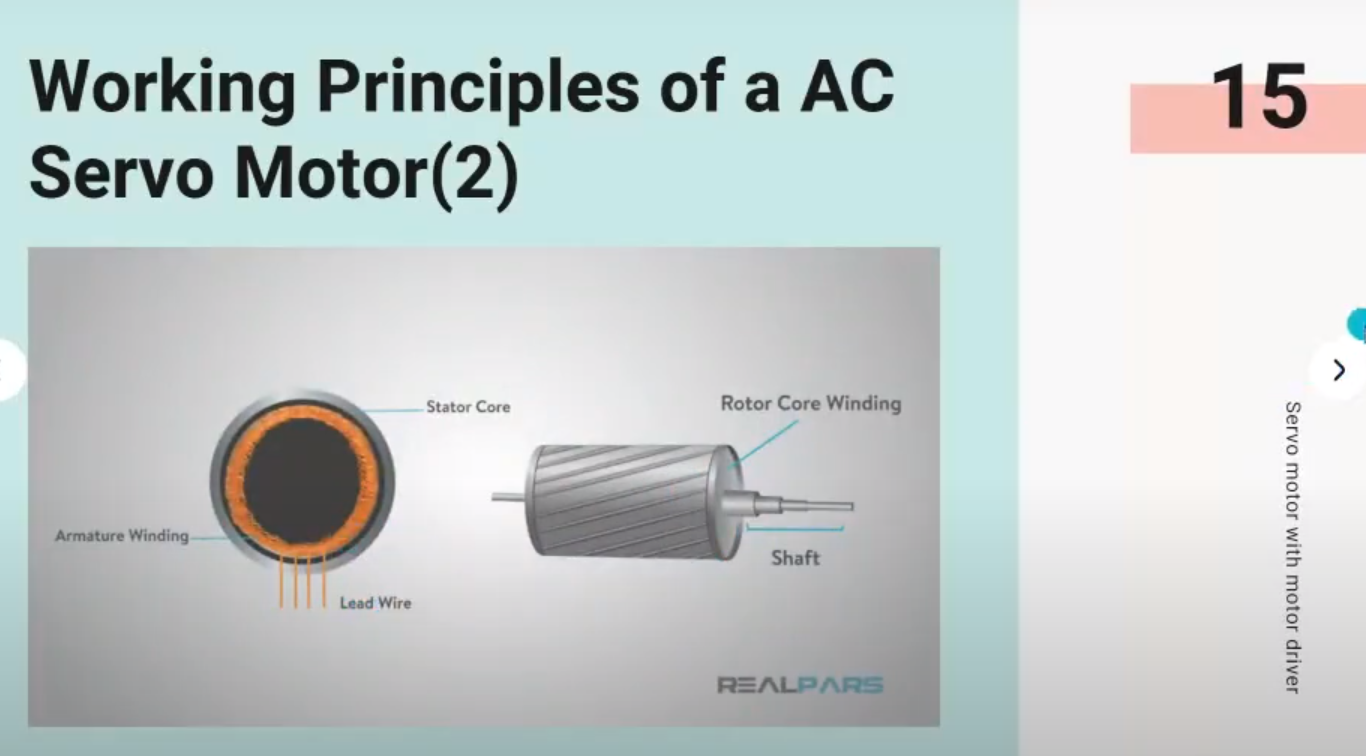 Working Principles of a AC
Servo Motor(2)
15
Stator Core
Rotor Core Winding
Armature Winding
Shaft
Lead Wire
REALPARS
Servo motor with motor driver